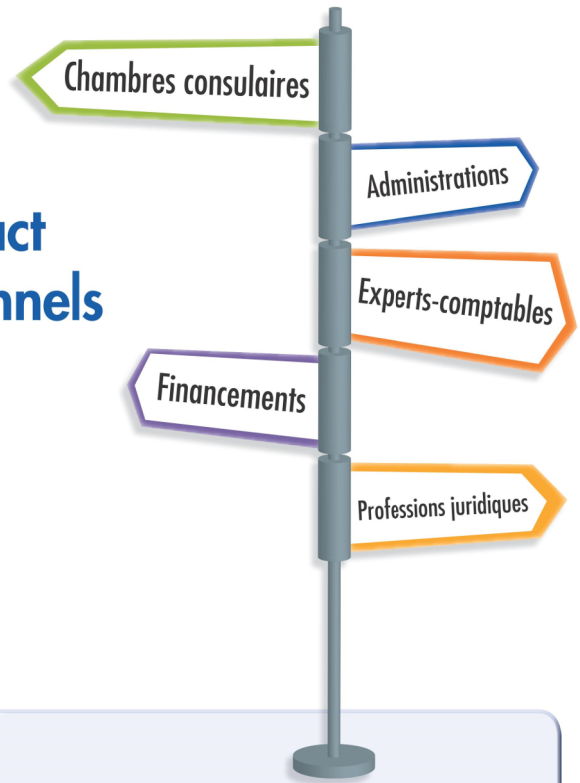 Chambres consulaires
Administrations
Experts-comptables
Financements
Professions juridiques